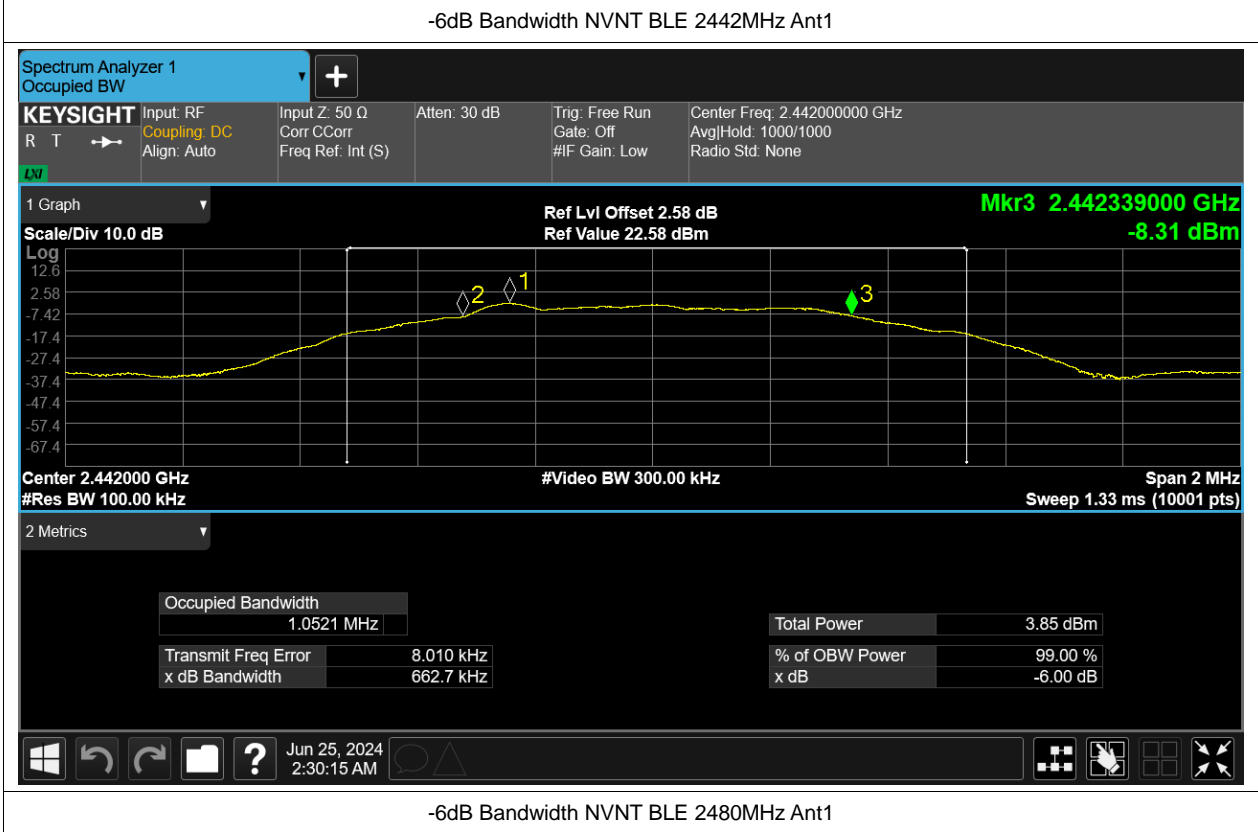 -6dB Bandwidth NVNT BLE 2442MHz Ant1
Spectrum Analyzer 1
Occupied BW
KEYSIGHT
R T
LXI
Input: RF
Coupling: DC
Align: Auto
Input Z: 50 Ω
Corr CCorr
Freq Ref: Int (S)
Atten: 30 dB
Trig: Free Run
Gate: Off
#IF Gain: Low
Center Freq: 2.442000000 GHz
Avg|Hold: 1000/1000
Radio Std: None
1 Graph
Scale/Div 10.0 dB
Ref Lvl Offset 2.58 dB
Ref Value 22.58 dBm
Mkr3 2.442339000 GHz
-8.31 dBm
Log
12.6
2.58
-7.42
-17.4
-27.4
-37.4
-47.4
-57.4
-67.4
2
1
3
Center 2.442000 GHz
#Res BW 100.00 kHz
#Video BW 300.00 kHz
Span 2 MHz
Sweep 1.33 ms (10001 pts)
2 Metrics
Occupied Bandwidth
1.0521 MHz
Transmit Freq Error 8.010 kHz
x dB Bandwidth 662.7 kHz
Total Power 3.85 dBm
% of OBW Power 99.00 %
x dB -6.00 dB
?
Jun 25, 2024
2:30:15 AM
-6dB Bandwidth NVNT BLE 2480MHz Ant1